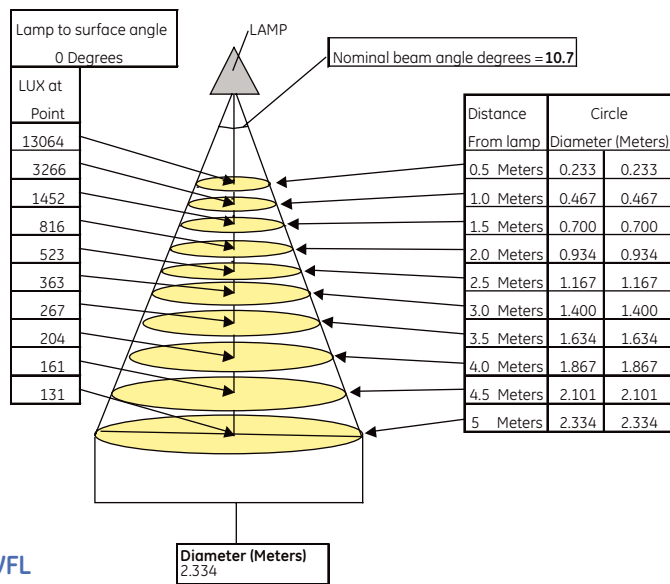 Lamp to surface angle
0 Degrees
LAMP
Nominal beam angle degrees = 10.7
LUX at
Point
13064
3266
1452
816
523
363
267
204
161
131
Distance Circle
From lamp Diameter (Meters)
0.5 Meters 0.233 0.233
1.0 Meters 0.467 0.467
1.5 Meters 0.700 0.700
2.0 Meters 0.934 0.934
2.5 Meters 1.167 1.167
3.0 Meters 1.400 1.400
3.5 Meters 1.634 1.634
4.0 Meters 1.867 1.867
4.5 Meters 2.101 2.101
5 Meters 2.334 2.334
Diameter (Meters)
2.334